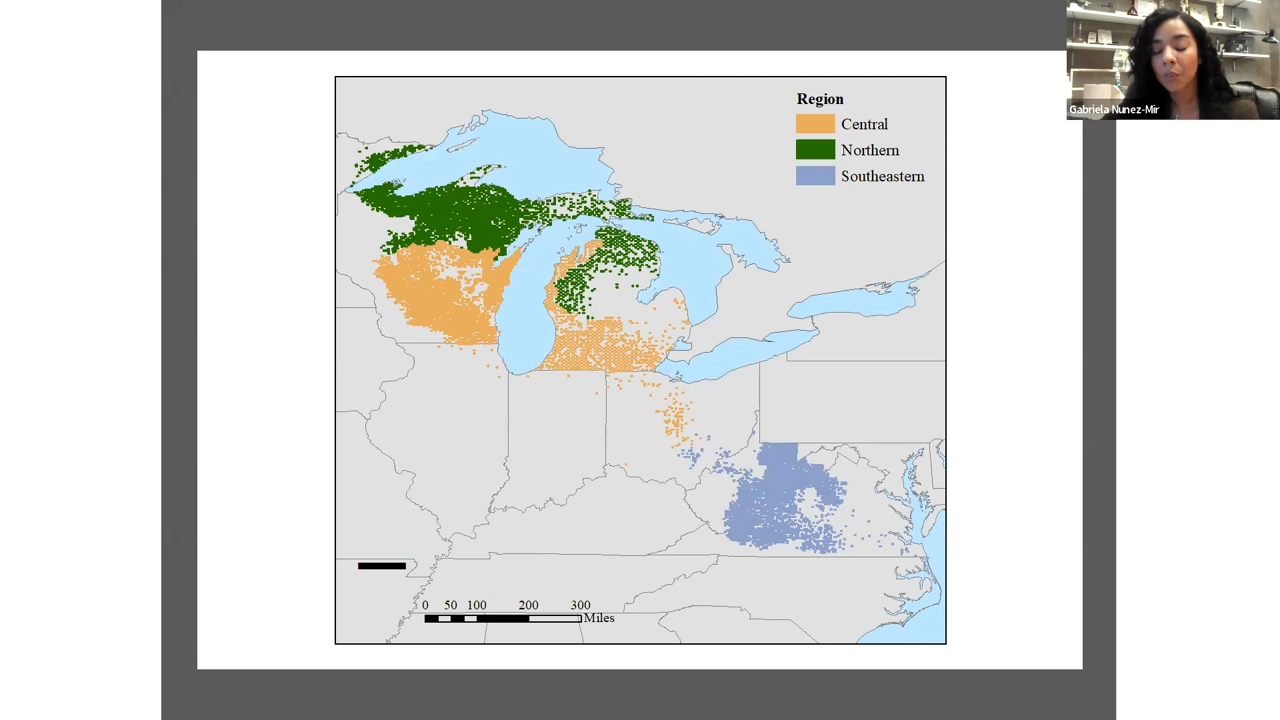 Gabriela Nunez-Mir
Region
Central
Northern
Southeastern
0 50 100 200 300
Miles